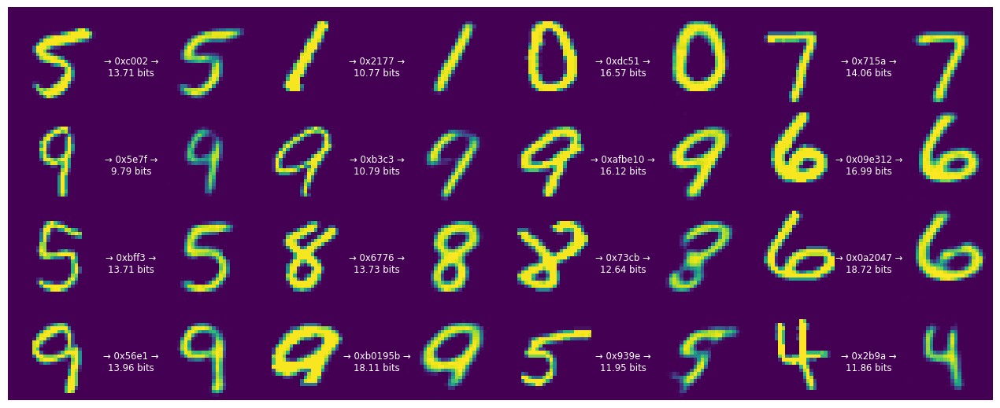 5 → 0xc002 → 5 1 → 0x2177 → 1 0 → 0xdc51 → 0 7 → 0x715a → 7
13.71 bits 10.77 bits 16.57 bits 14.06 bits
9 → 0x5e7f → 9 9 → 0xb3c3 → 9 9 → 0xafbe10 → 9 6 → 0x09e312 → 6
9.79 bits 10.79 bits 16.12 bits 16.99 bits
5 → 0xbff3 → 5 8 → 0x6776 → 8 8 → 0x73cb → 8 6 → 0x0a2047 → 6
13.71 bits 13.73 bits 12.64 bits 18.72 bits
9 → 0x56e1 → 9 9 → 0xb0195b → 9 5 → 0x939e → 5 4 → 0x2b9a → 4
13.96 bits 18.11 bits 11.95 bits 11.86 bits